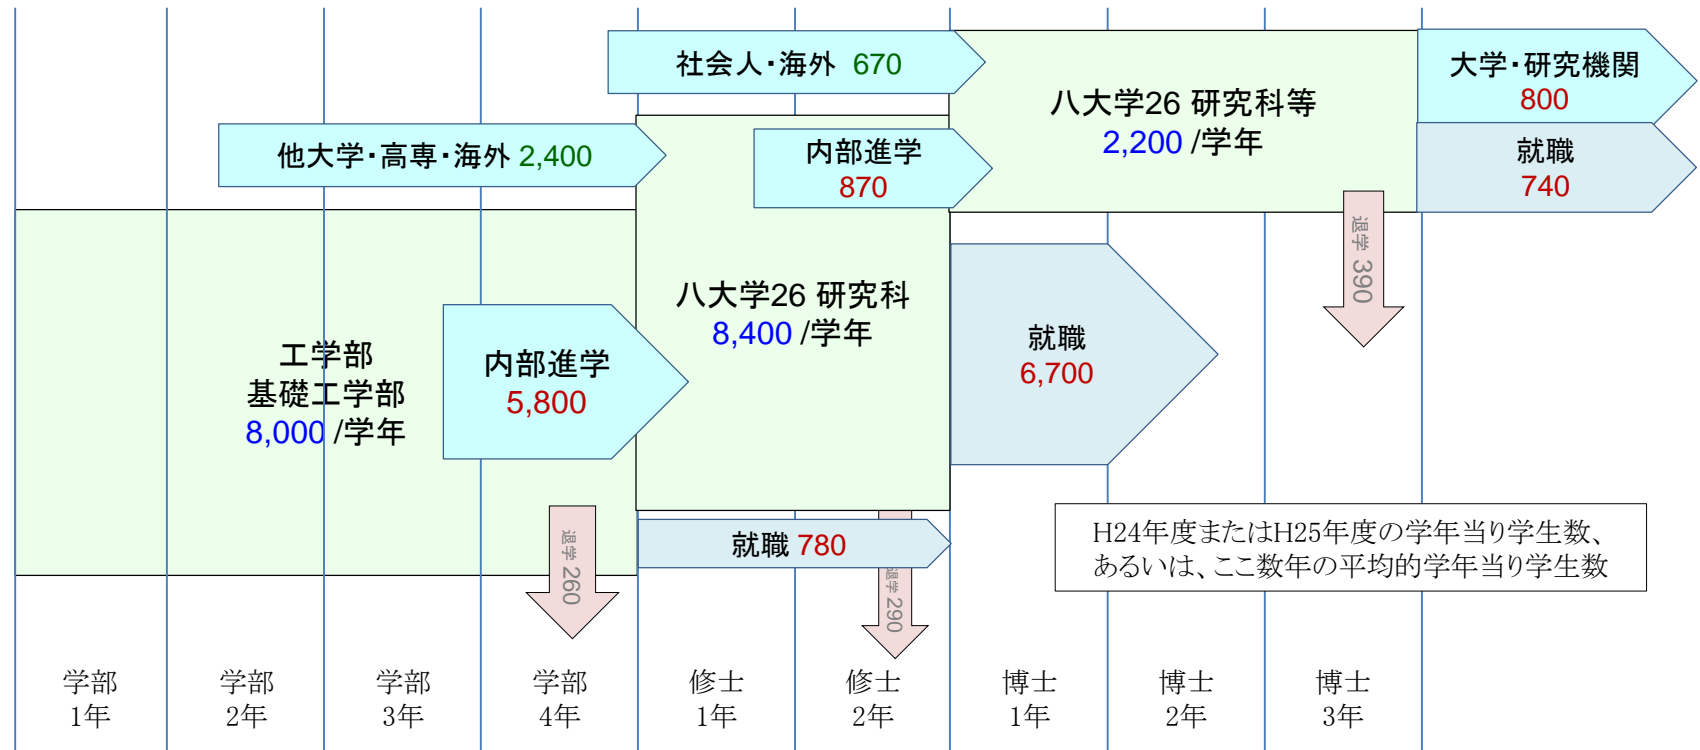 社会人・海外 670
八大学26 研究科等
2,200 /学年
大学・研究機関
800
就職
740
他大学・高専・海外 2,400
内部進学
870
退学 390
八大学26 研究科
8,400 /学年
工学部
基礎工学部
8,000 /学年
内部進学
5,800
就職
6,700
退学 260
就職 780
退学 290
H24年度またはH25年度の学年当り学生数、
あるいは、ここ数年の平均的学年当り学生数
学部
1年
学部
2年
学部
3年
学部
4年
修士
1年
修士
2年
博士
1年
博士
2年
博士
3年